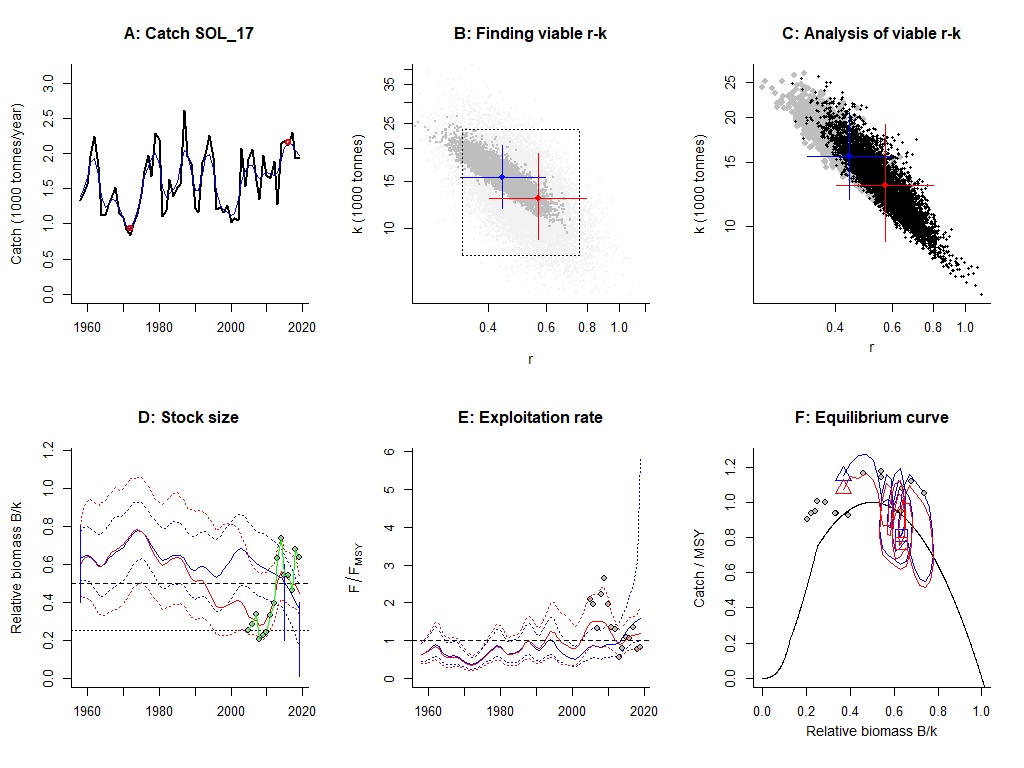 A: Catch SOL_17
B: Finding viable r-k
C: Analysis of viable r-k
Catch (1000 tonnes/year)
0.0 0.5 1.0 1.5 2.0 2.5 3.0
1960 1980 2000 2020
k (1000 tonnes)
10 15 20 25 35
0.4 0.6 0.8 1.0
r
k (1000 tonnes)
10 15 20 25
0.4 0.6 0.8 1.0
r
D: Stock size
E: Exploitation rate
F: Equilibrium curve
Relative biomass B/k
0.0 0.2 0.4 0.6 0.8 1.0 1.2
1960 1980 2000 2020
F / FMSY
0 1 2 3 4 5 6
1960 1980 2000 2020
Catch / MSY
0.0 0.2 0.4 0.6 0.8 1.0 1.2
0.0 0.2 0.4 0.6 0.8 1.0
Relative biomass B/k